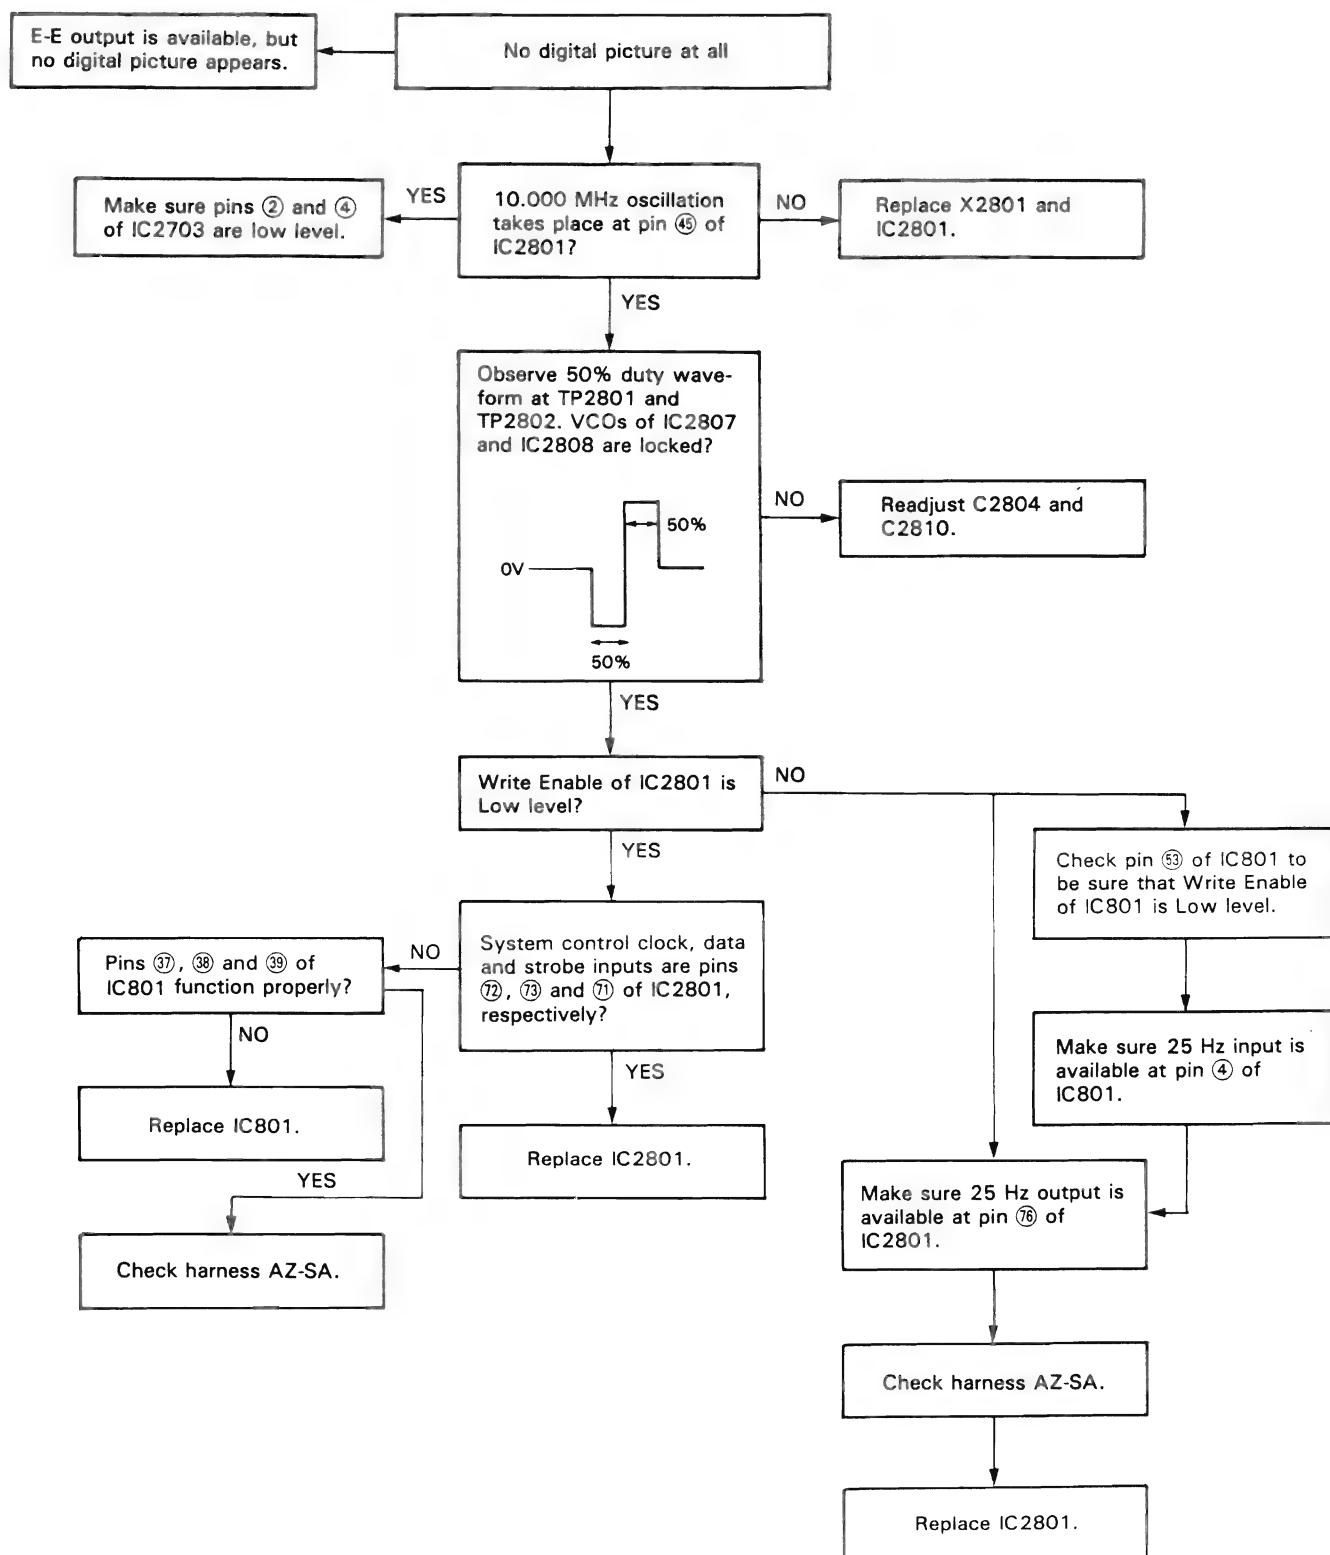 E-E output is available, but
no digital picture appears.
No digital picture at all
Make sure pins ② and ④
of IC2703 are low level.
YES
10.000 MHz oscillation
takes place at pin ㊺ of
IC2801?
NO
Replace X2801 and
IC2801.
YES
Observe 50% duty wave-
form at TP2801 and
TP2802. VCOs of IC2807
and IC2808 are locked?
50%
OV
50%
NO
Readjust C2804 and
C2810.
YES
Write Enable of IC2801 is
Low level?
NO
YES
Check pin 53 of IC801 to
be sure that Write Enable
of IC801 is Low level.
System control clock, data
and strobe inputs are pins
72, 73 and 71 of IC2801,
respectively?
NO
Pins ㊲, ㊳ and ㊴ of
IC801 function properly?
NO
Replace IC801.
YES
Check harness AZ-SA.
YES
Replace IC2801.
Make sure 25 Hz input is
available at pin ④ of
IC801.
Make sure 25 Hz output is
available at pin 76 of
IC2801.
Check harness AZ-SA.
Replace IC2801.